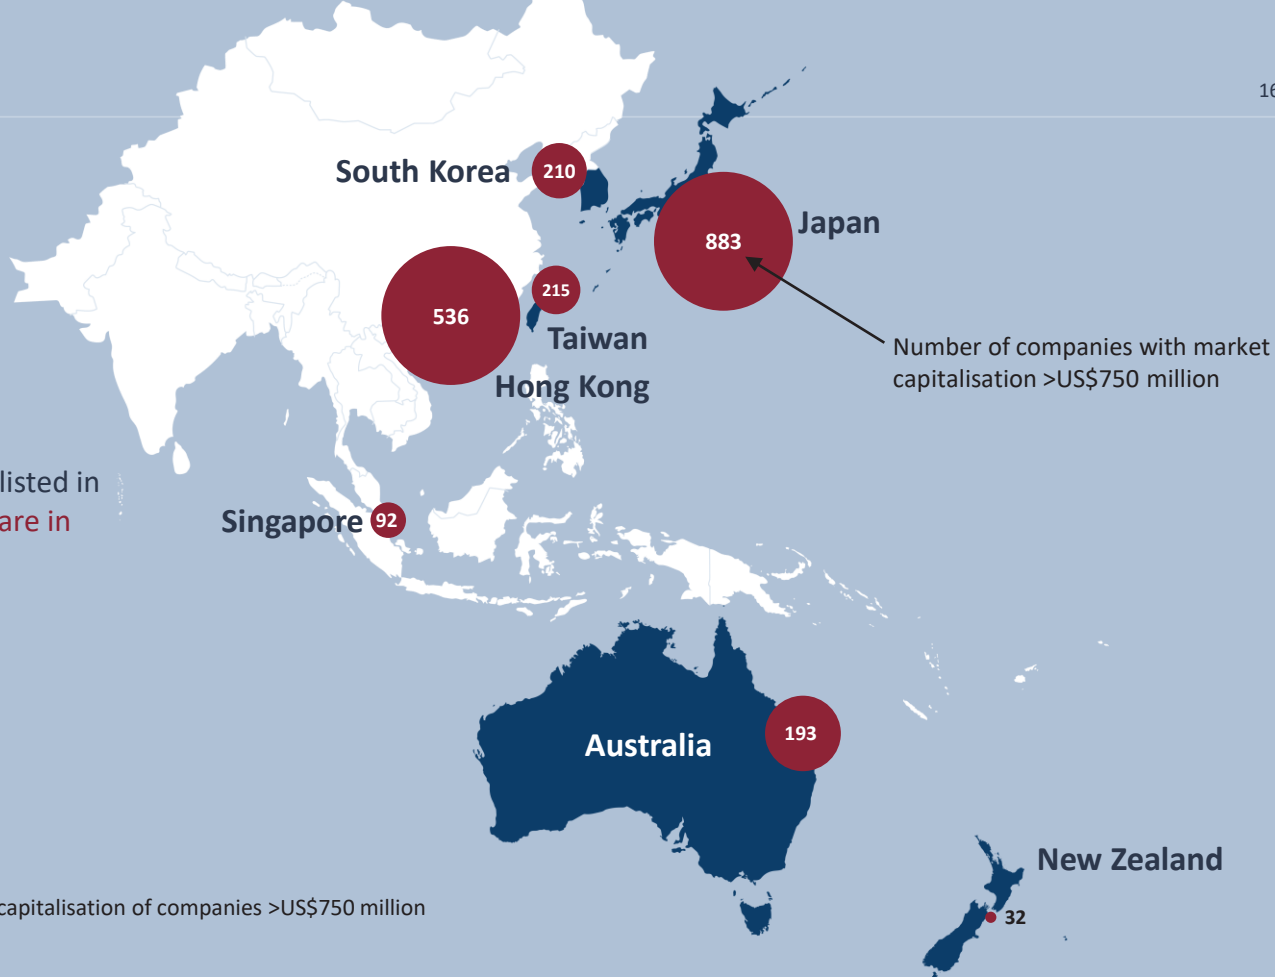 16
South Korea
210
Japan
883
536
215
Taiwan
Hong Kong
Number of companies with market
capitalisation >US$750 million
listed in
are in
Singapore
92
Australia
193
New Zealand
32
capitalisation of companies >US$750 million